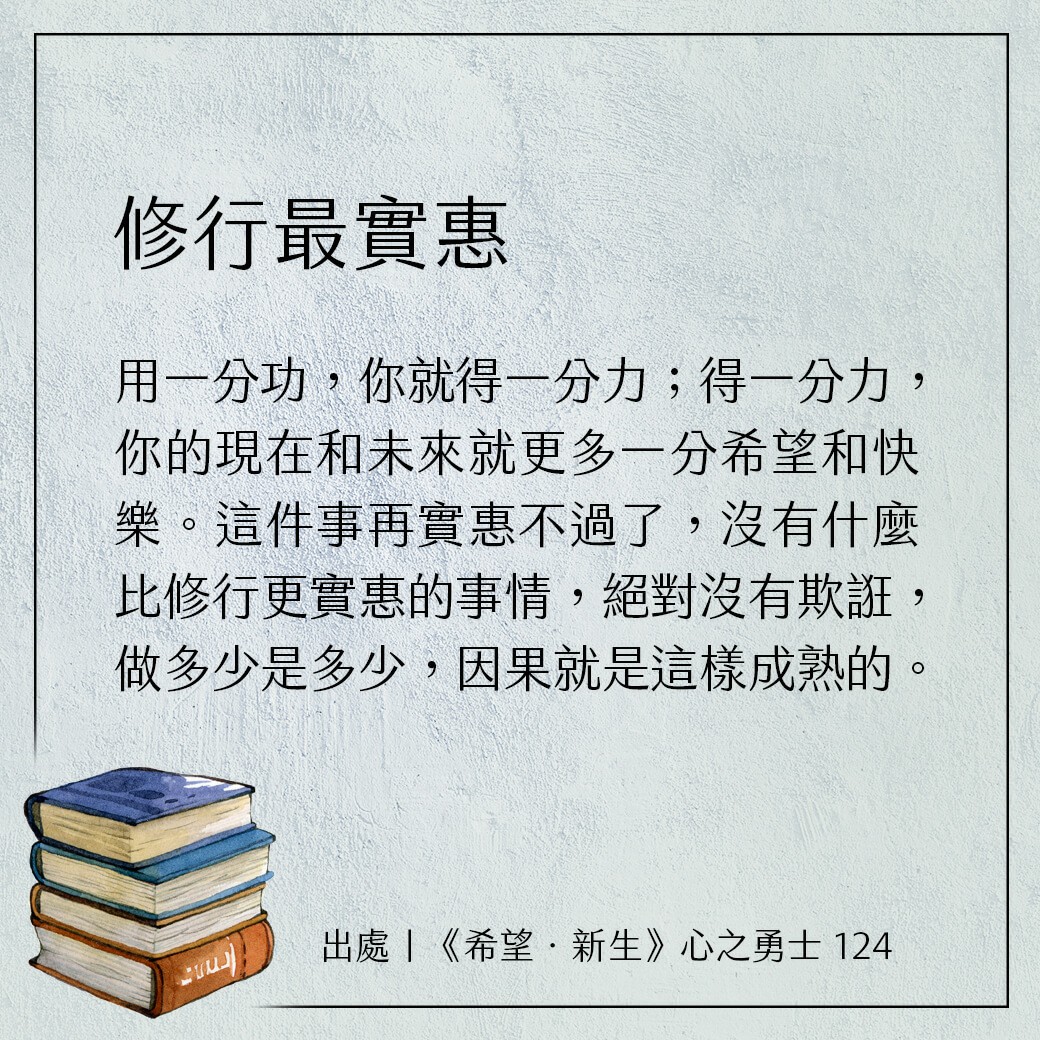 修行最實惠
用一分功，你就得一分力；得一分力，
你的現在和未來就更多一分希望和快
樂。這件事再實惠不過了，沒有什麼
比修行更實惠的事情，絕對沒有欺誑，
做多少是多少，因果就是這樣成熟的。
出處丨《希望．新生》心之勇士 124